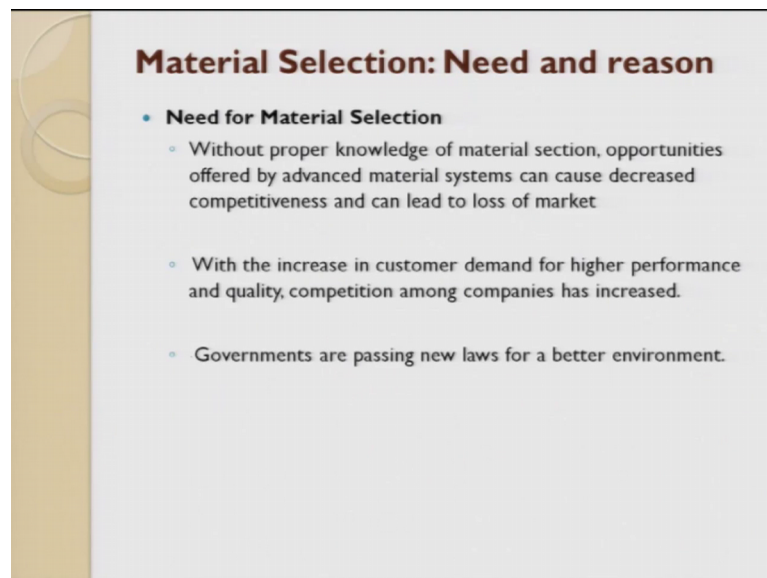 Material Selection: Need and reason
Need for Material Selection
Without proper knowledge of material section, opportunities
offered by advanced material systems can cause decreased
competitiveness and can lead to loss of market
With the increase in customer demand for higher performance
and quality, competition among companies has increased.
Governments are passing new laws for a better environment.